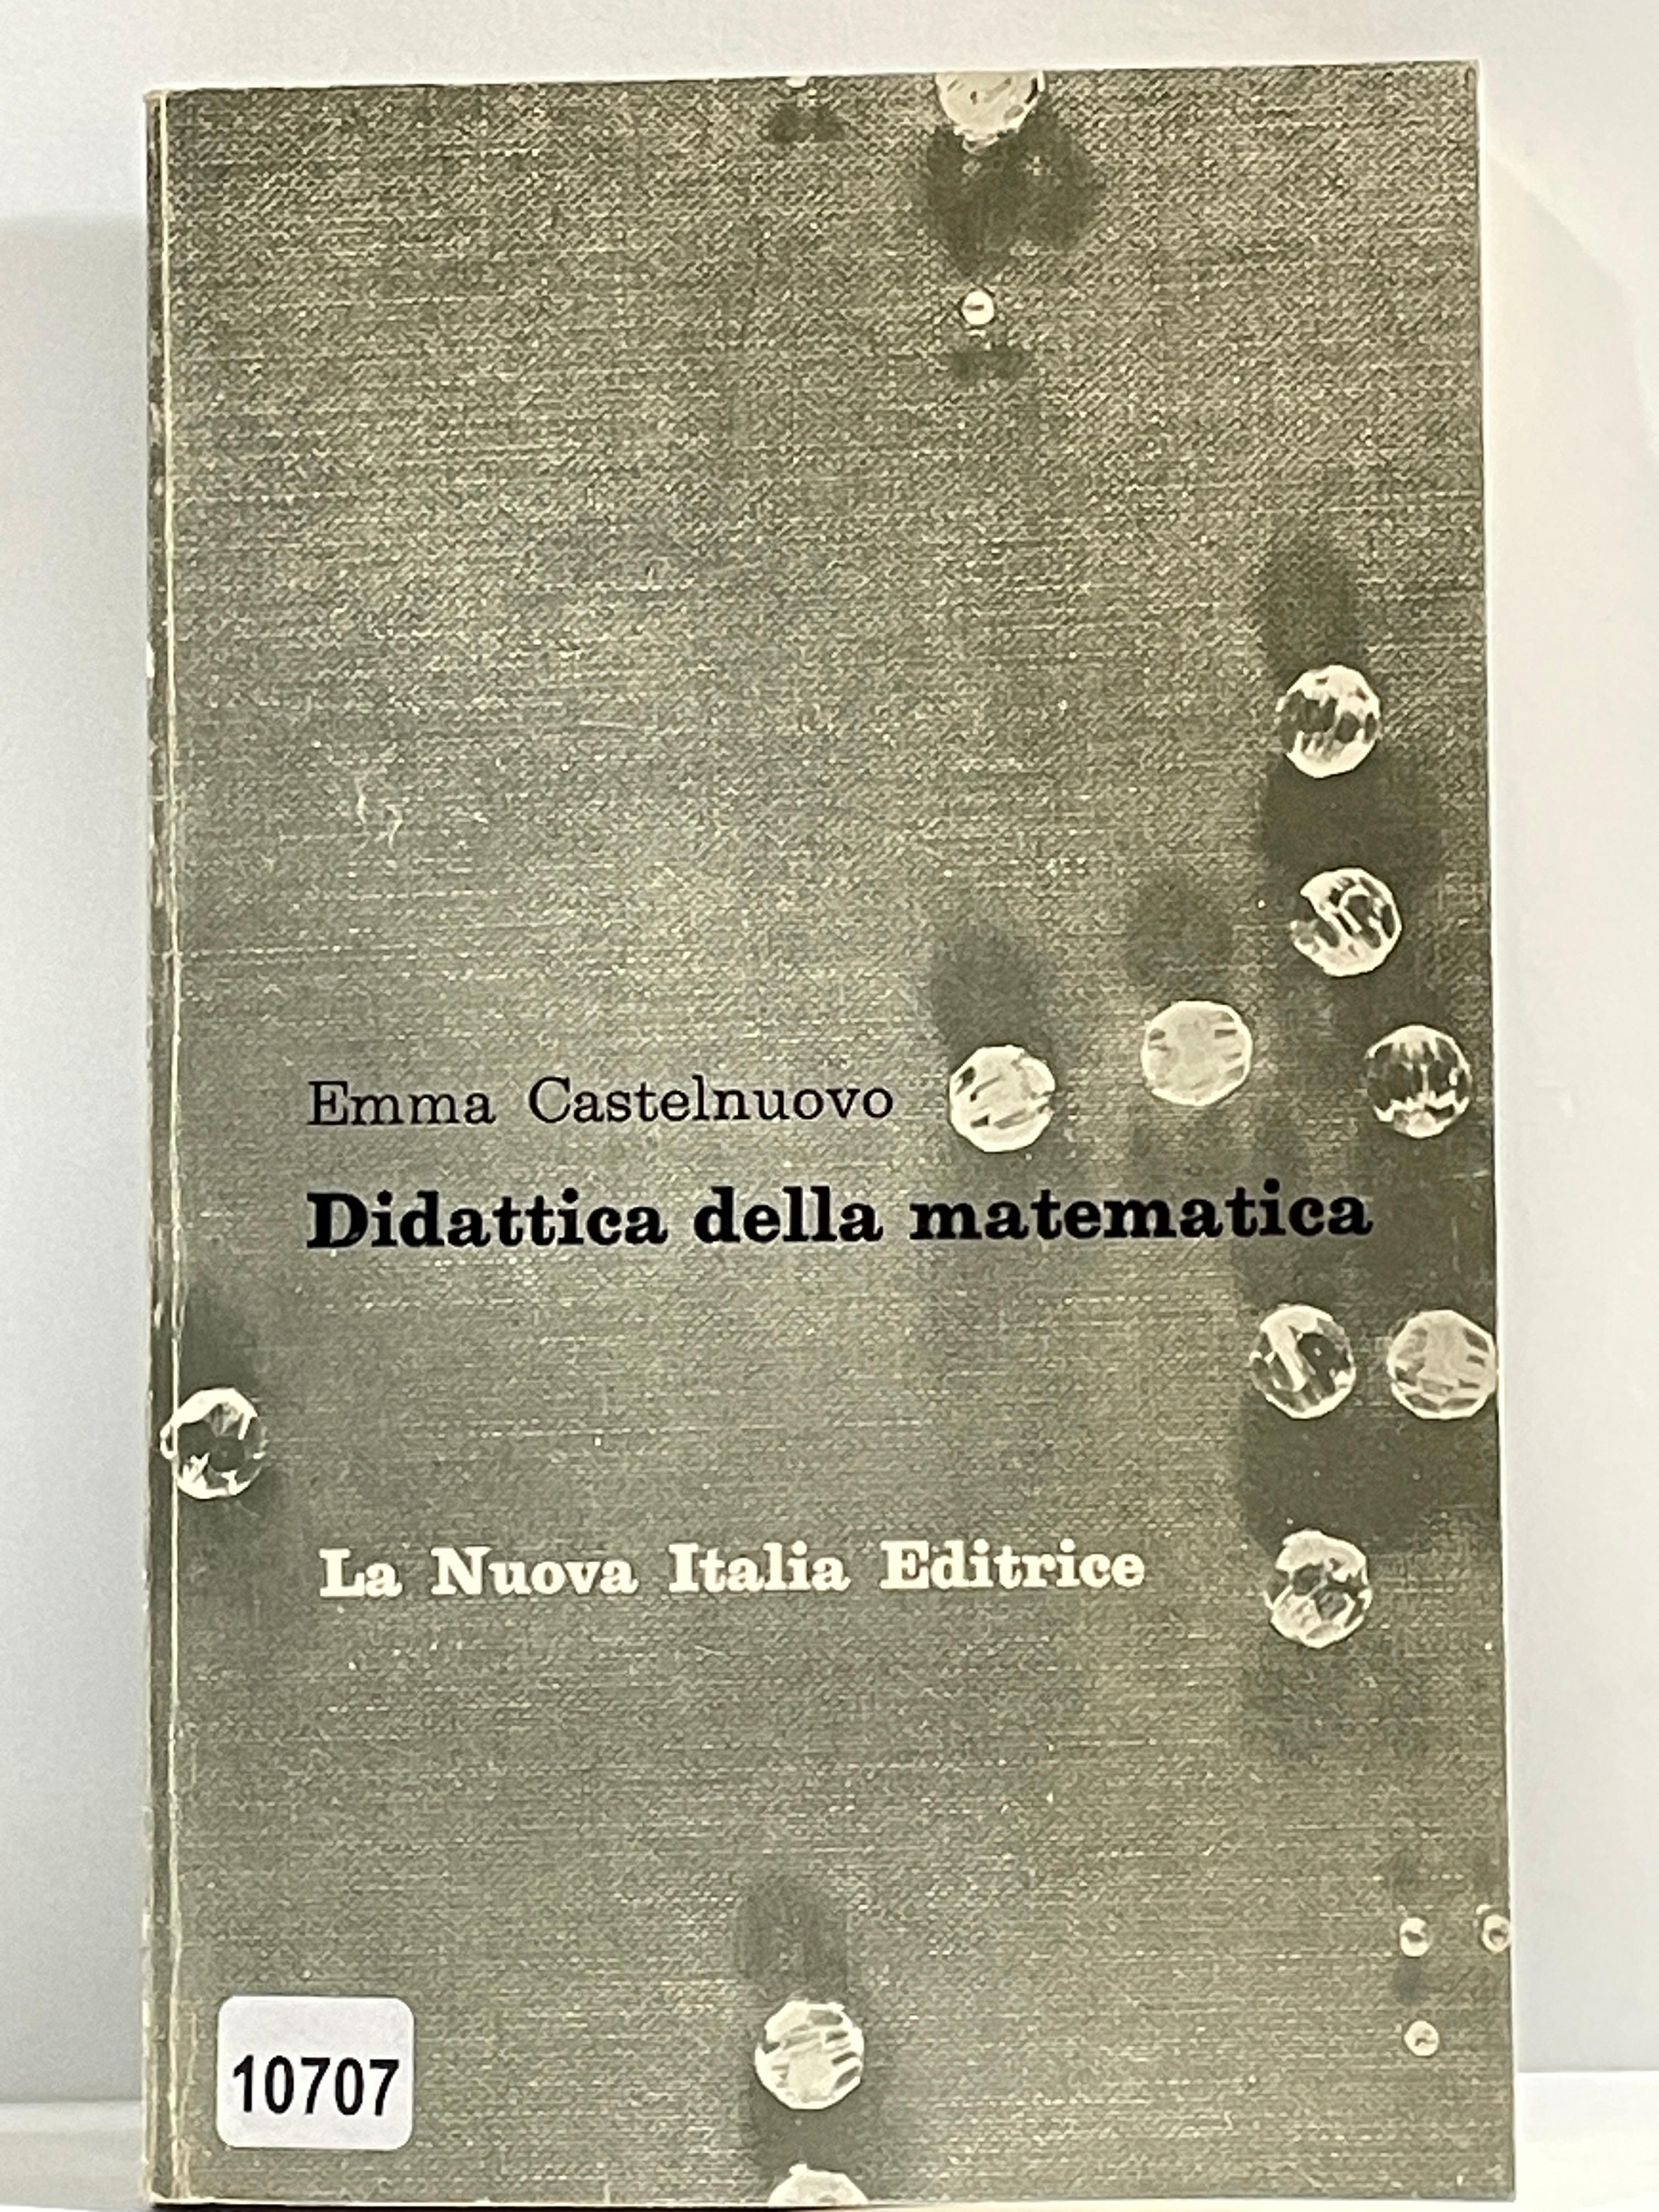 Emma Castelnuovo
Didattica della matematica
La Nuova Italia Editrice
10707